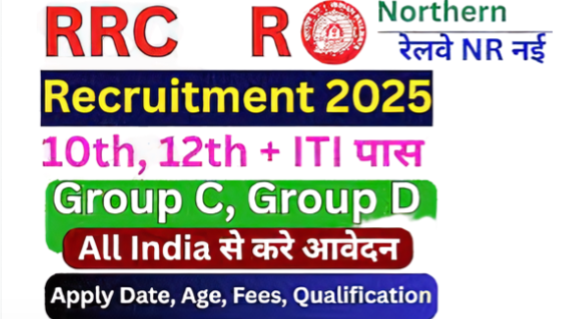 RRC R Northern
रेलवे NR नई
Recruitment 2025
10th, 12th + ITI पास
Group C, Group D
All India से करे आवेदन
Apply Date, Age, Fees, Qualification